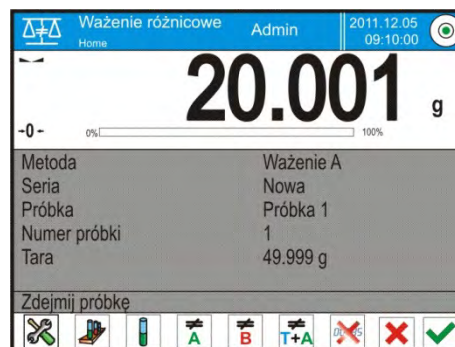 Ważenie różnicowe Admin 2011.12.05
Home 09:10:00
20.001 g
→0←
0% 100%
Metoda Ważenie A
Seria Nowa
Próbka Próbka 1
Numer próbki 1
Tara 49.999 g
Zdejmij próbkę
A B T+A